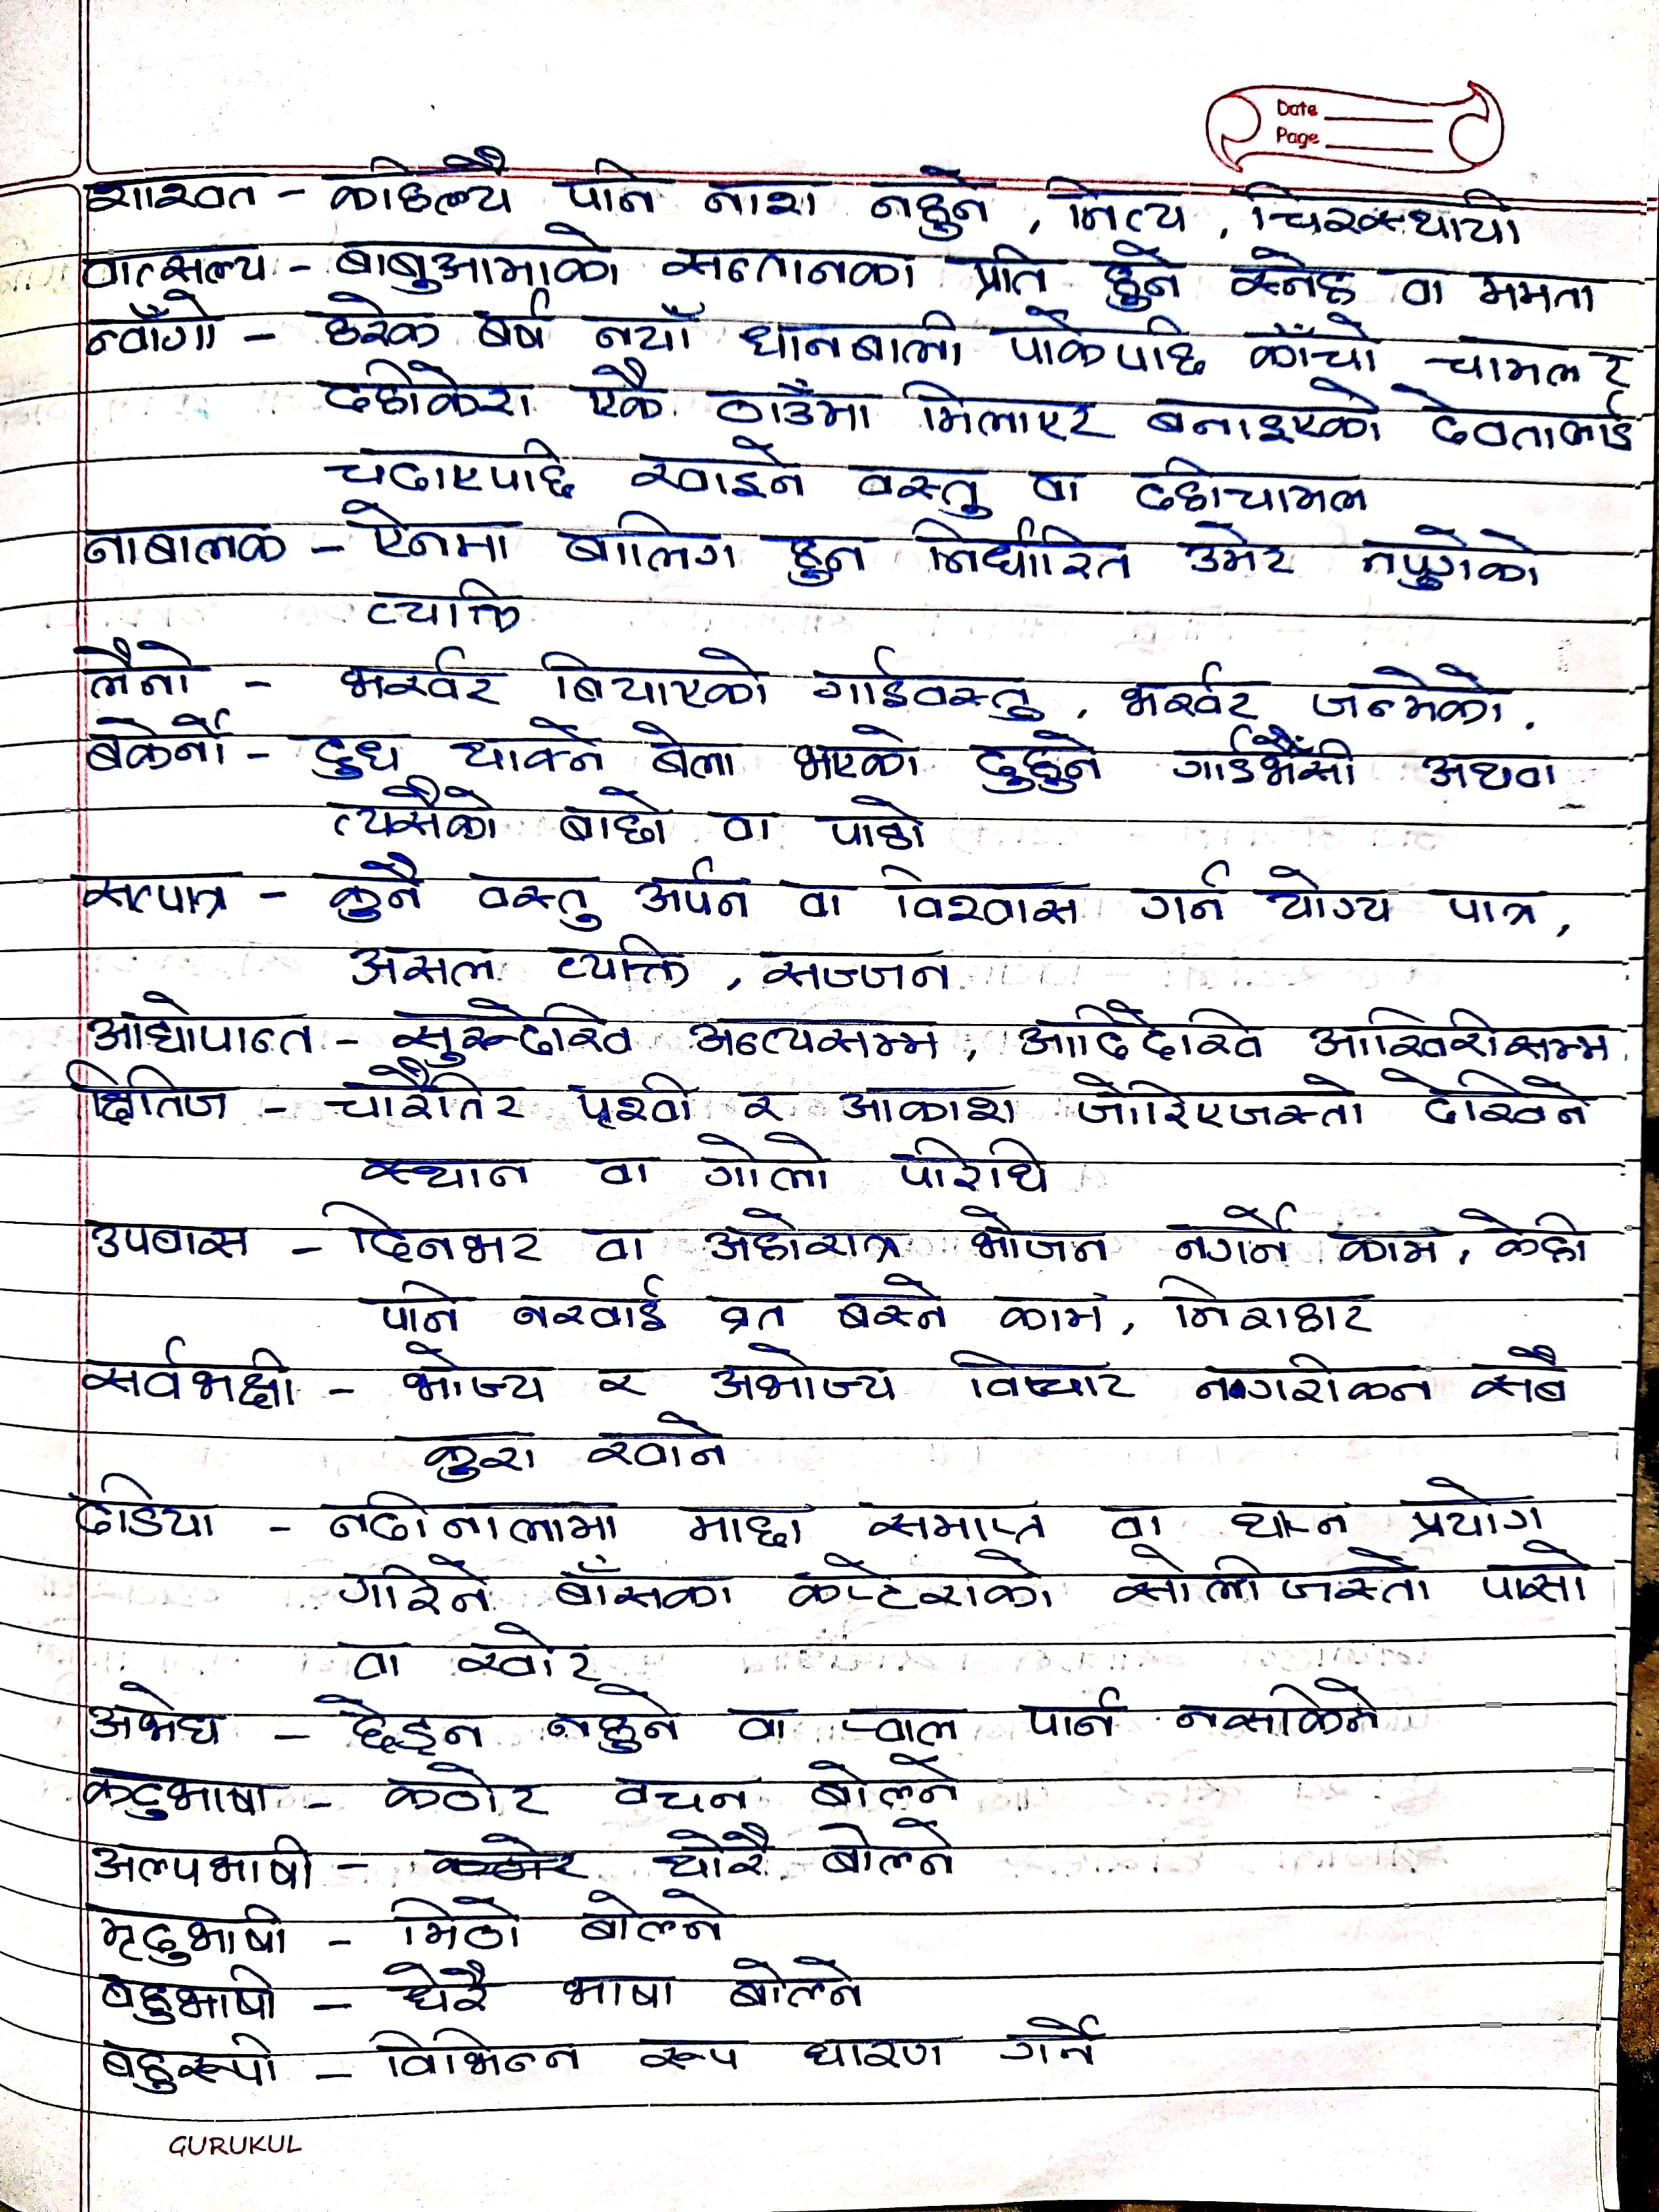 Date
Page
शाश्वत - कहिल्यै पनि नाश नहुने, नित्य, चिरस्थायी
वात्सल्य - बाबुआमाको सन्तानका प्रति हुने स्नेह वा ममता
न्वाँगी - हरेक बर्ष नयाँ धानबाली पाकेपछि काँचो चामल र
दहीकेरा एकै ठाउँमा मिलाएर बनाइएको देवतालाई
चढाएपछि खाइने वस्तु वा दहीचामल
नाबालक - ऐनमा बालिग हुन निर्धारित उमेर नपुगेको
व्यक्ति
लैनो - भर्खर बियाएको गाईवस्तु, भर्खर जन्मेको.
बकेर्नो - दुध थाक्ने बेला भएको दुहुने गाईभैंसी अथवा
त्यसैको बाछो वा पाडो
सत्पात्र - कुनै वस्तु अर्पन वा विश्वास गर्न योग्य पात्र,
असल व्यक्ति, सज्जन
आद्योपान्त - सुरुदेखि अन्त्यसम्म, आदिदेखि आखिरीसम्म
क्षितिज - चारैतिर पृथ्वी र आकाश जोरिएजस्तो देखिने
स्थान वा गोलो परिधि
उपवास - दिनभर वा अहोरात्र भोजन नगर्ने काम, केही
पनि नखाई व्रत बस्ने काम, निराहार
सर्वभक्षी - भोज्य र अभोज्य विचार नगरीकन सबै
कुरा खाने
ढडिया - नदीनालामा माछा समात्न वा थाप्न प्रयोग
गरिने बाँसका कप्टेराको सोली जस्तो पासो
वा खोर
अभेद्य - छेड्न नहुने वा प्वाल पार्न नसकिने
कटुभाषा - कठोर वचन बोल्ने
अल्पभाषी - कठोर थोरै बोल्ने
मृदुभाषी - मिठो बोल्ने
बहुभाषी - धेरै भाषा बोल्ने
बहुरूपी - विभिन्न रूप धारण गर्ने
GURUKUL